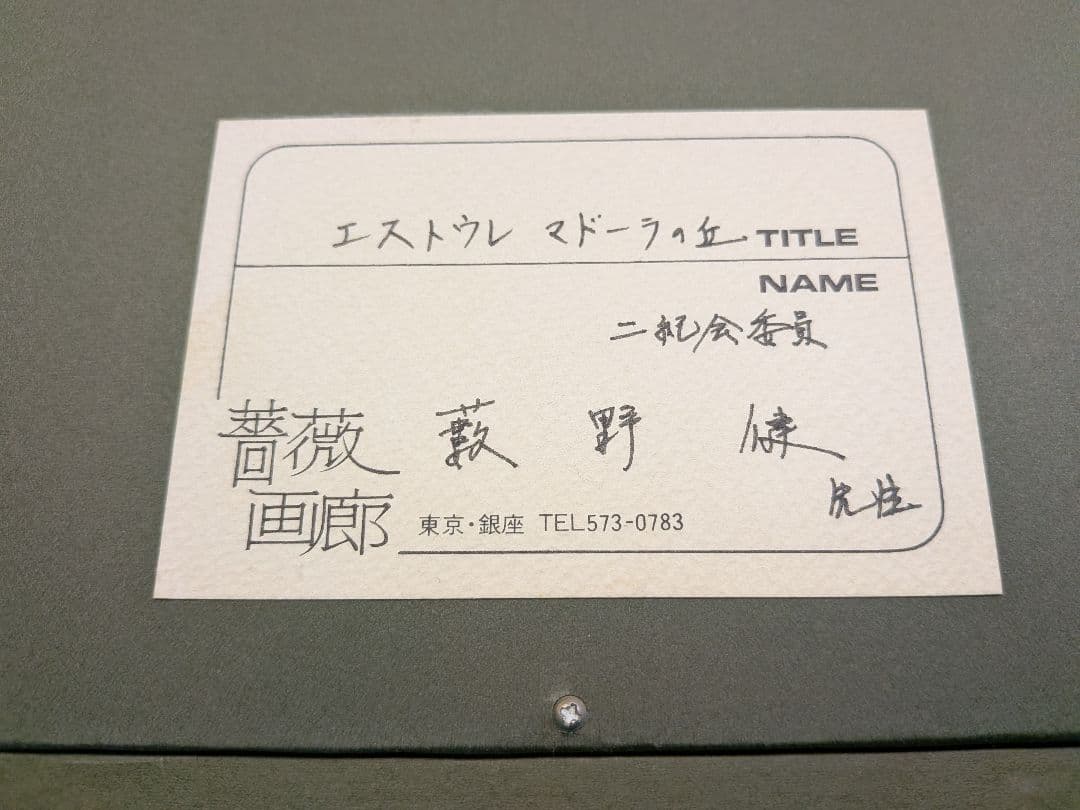 エストウレ マドーラの丘 TITLE
NAME
二紀会委員
藪野 健
先生
薔薇
画廊
東京・銀座 TEL573-0783